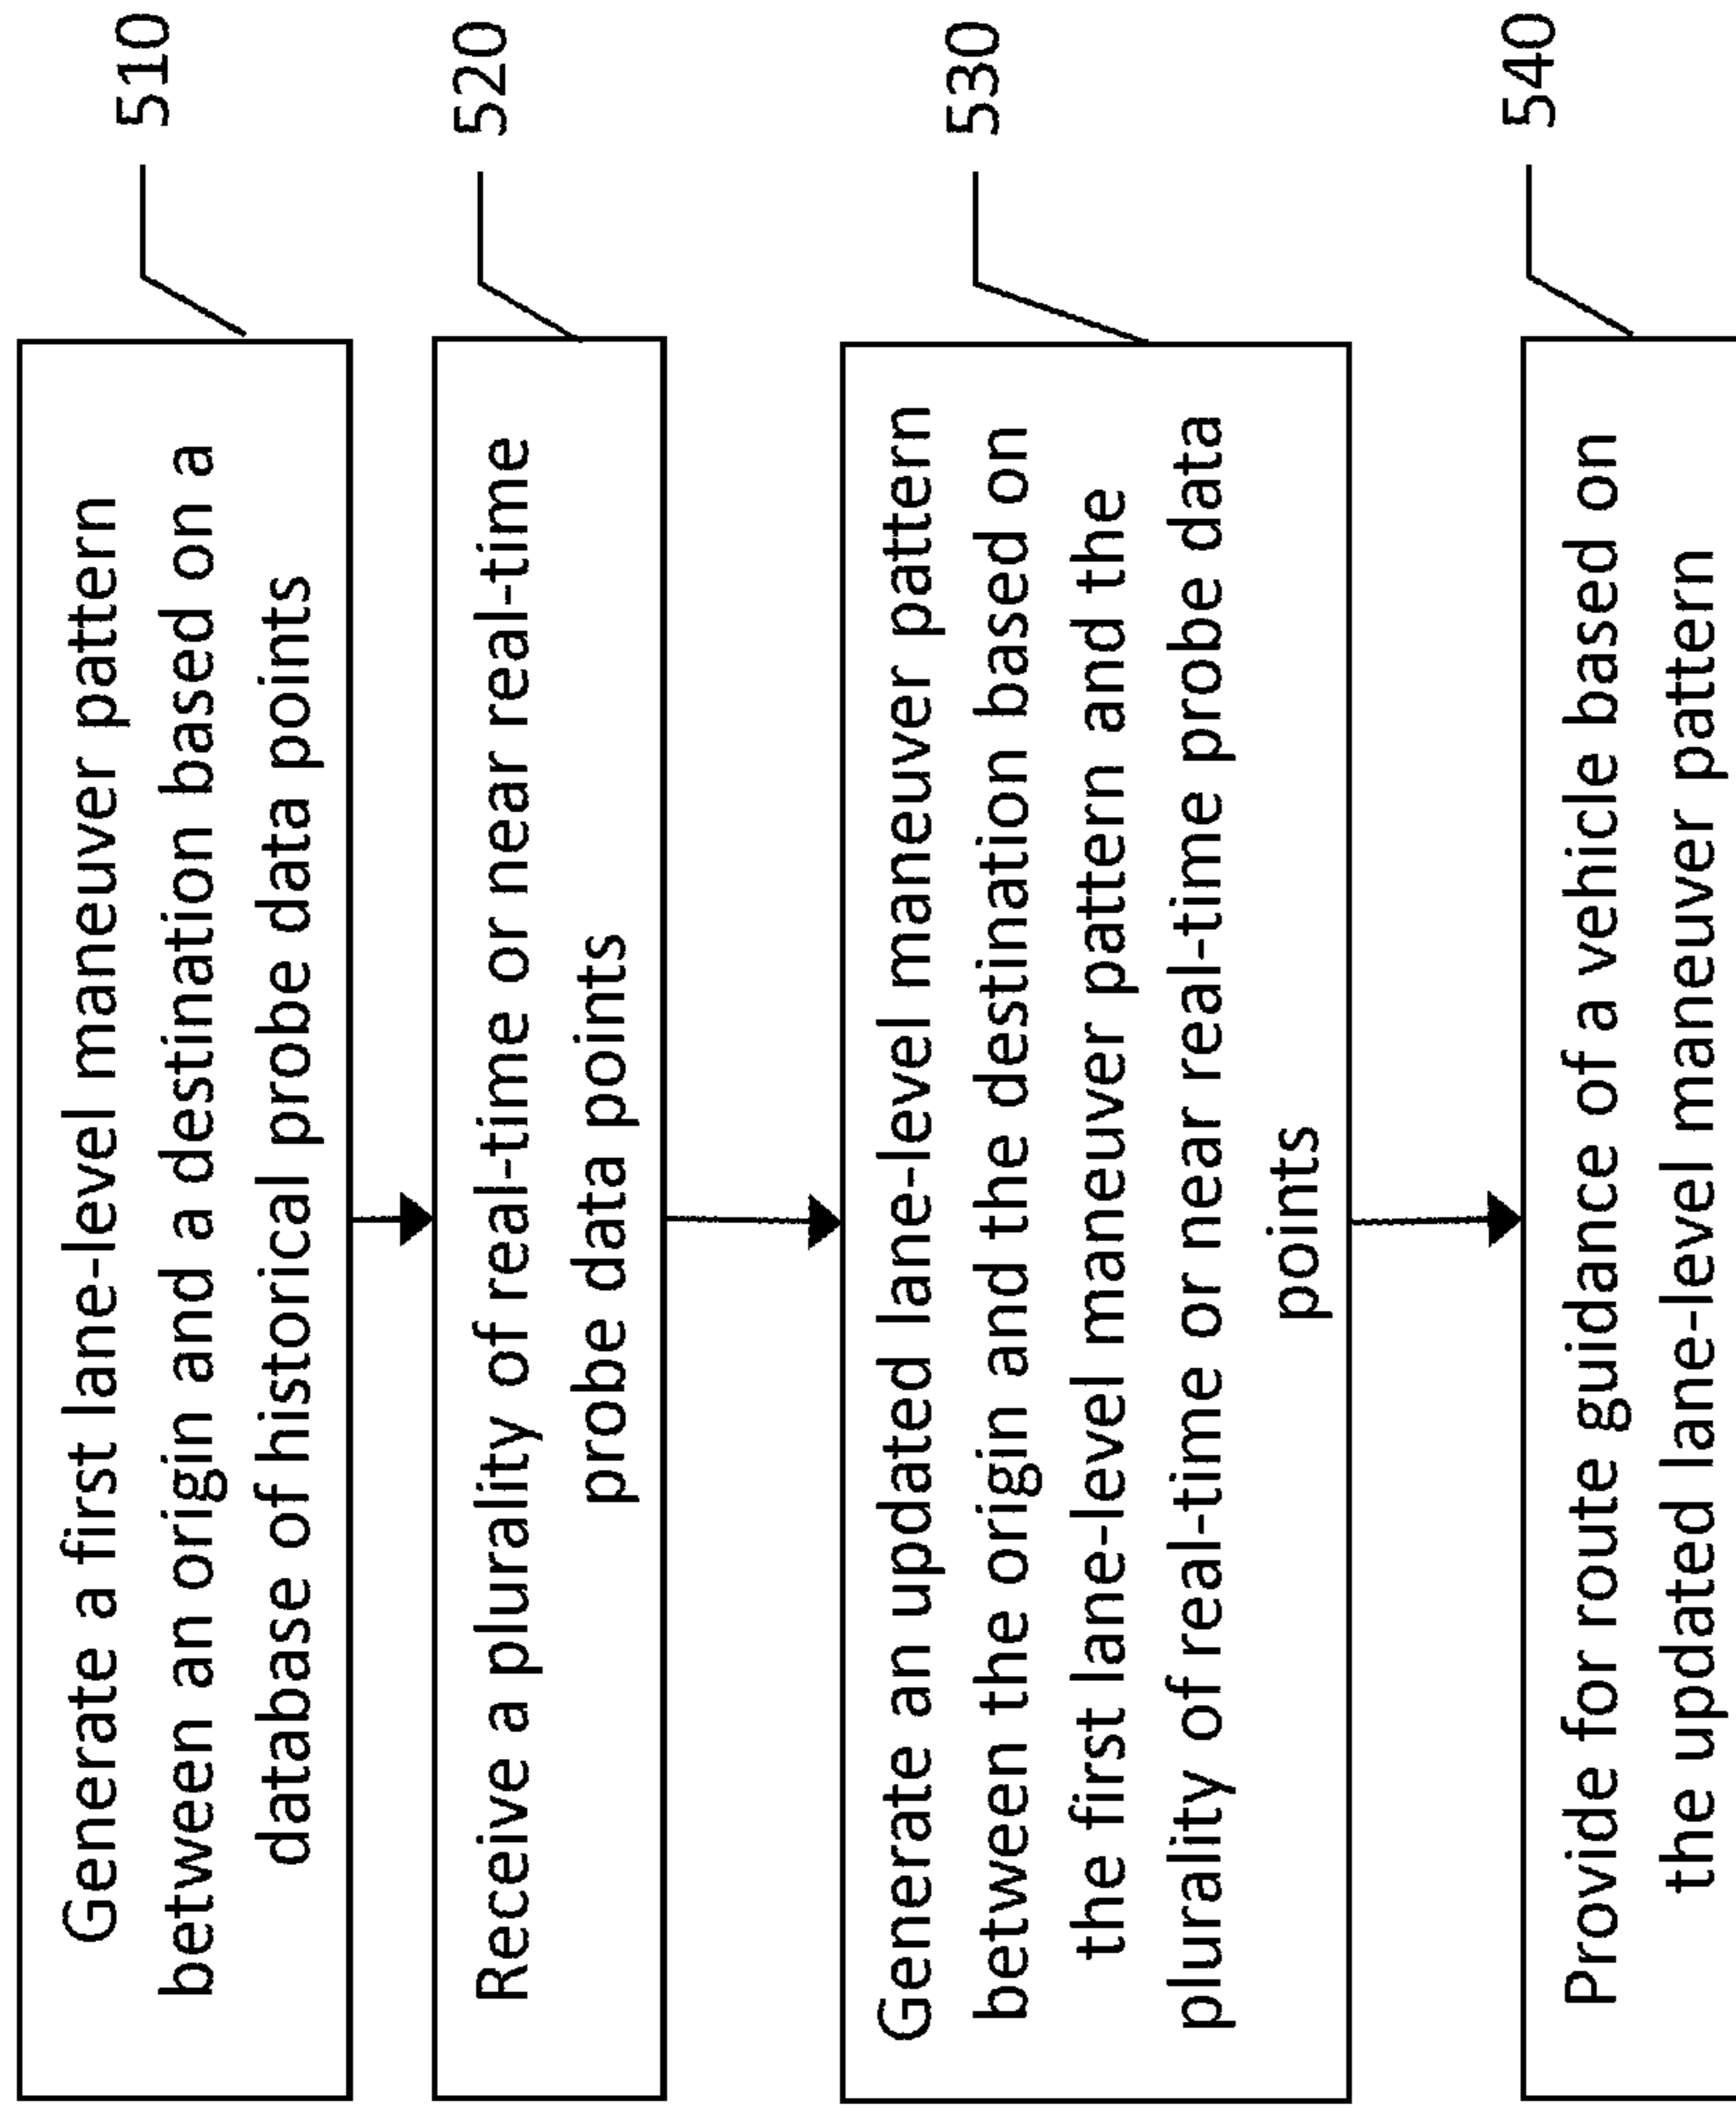 Generate a first lane-level maneuver pattern
between an origin and a destination based on a
database of historical probe data points
510
Receive a plurality of real-time or near real-time
probe data points
520
Generate an updated lane-level maneuver pattern
between the origin and the destination based on
the first lane-level maneuver pattern and the
plurality of real-time or near real-time probe data
points
530
Provide for route guidance of a vehicle based on
the updated lane-level maneuver pattern
540